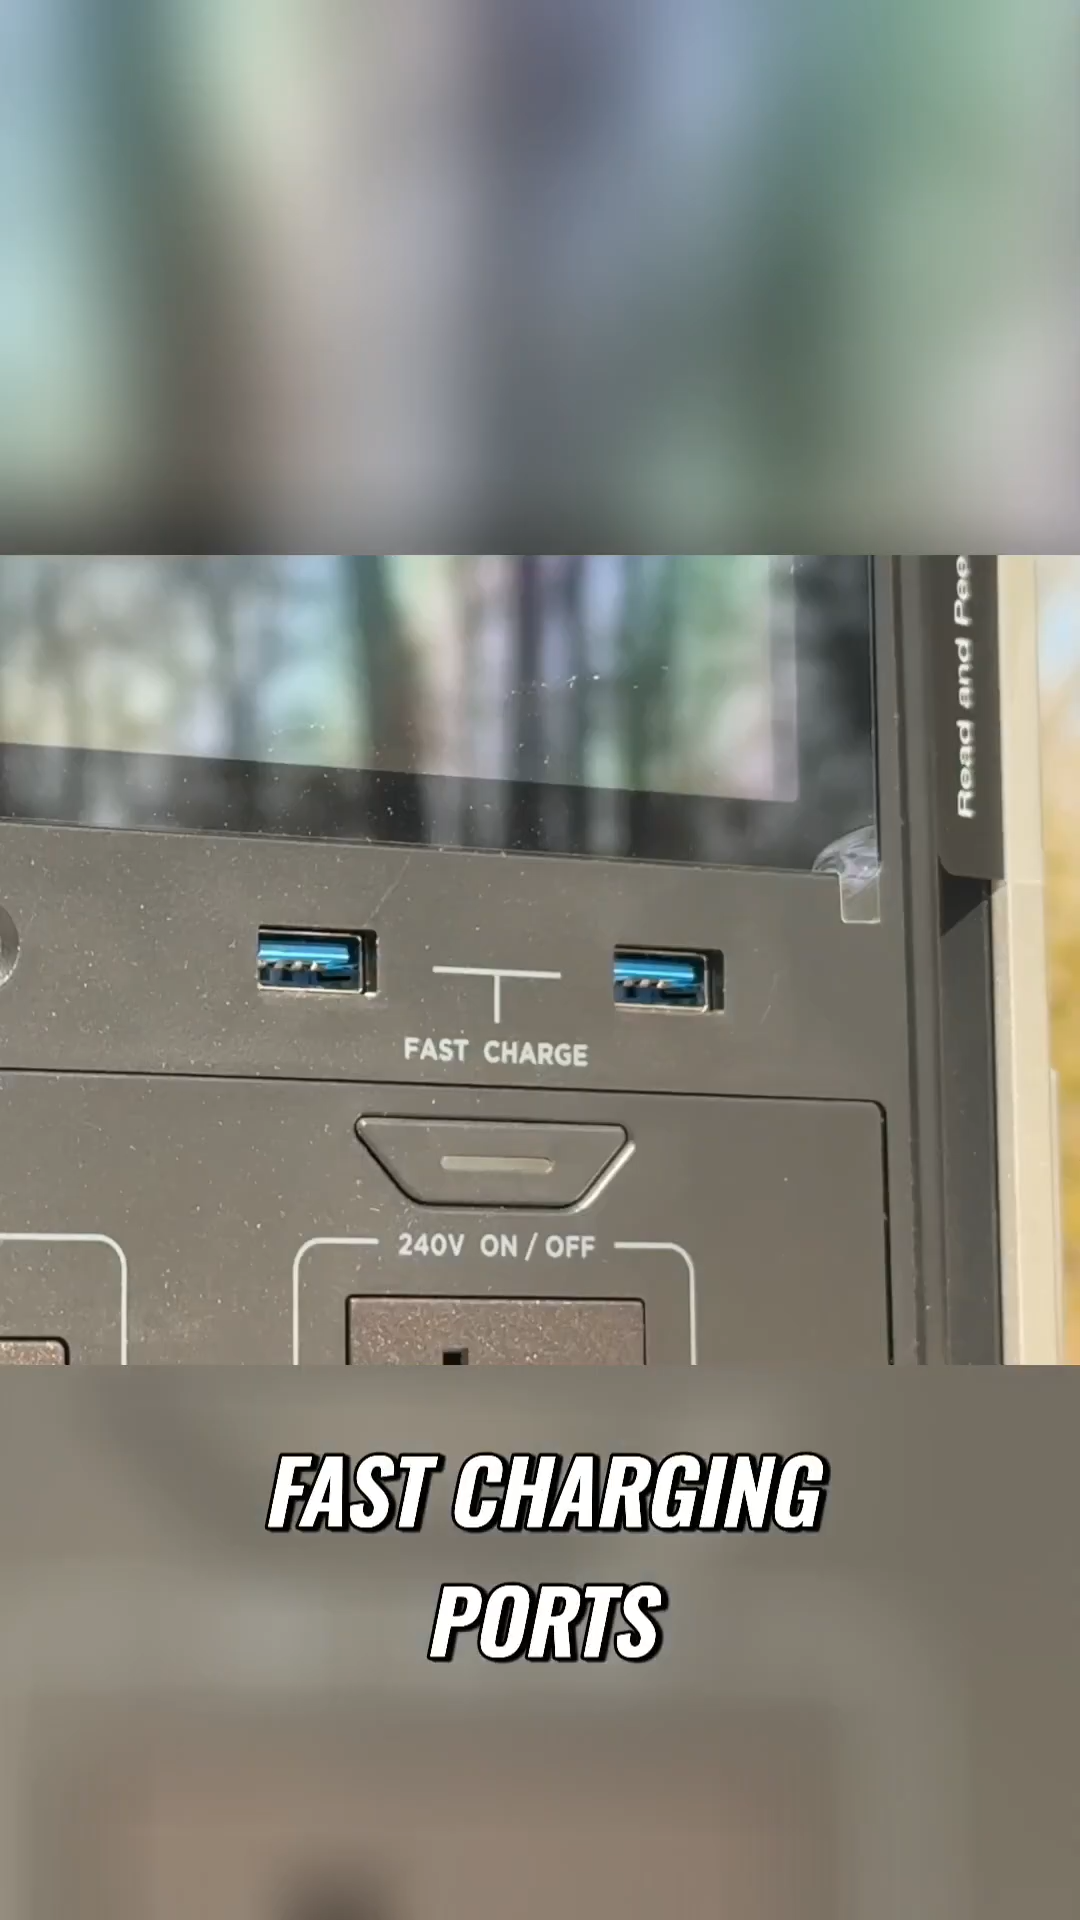 Read and Pee
FAST CHARGE
240V ON / OFF
FAST CHARGING
PORTS